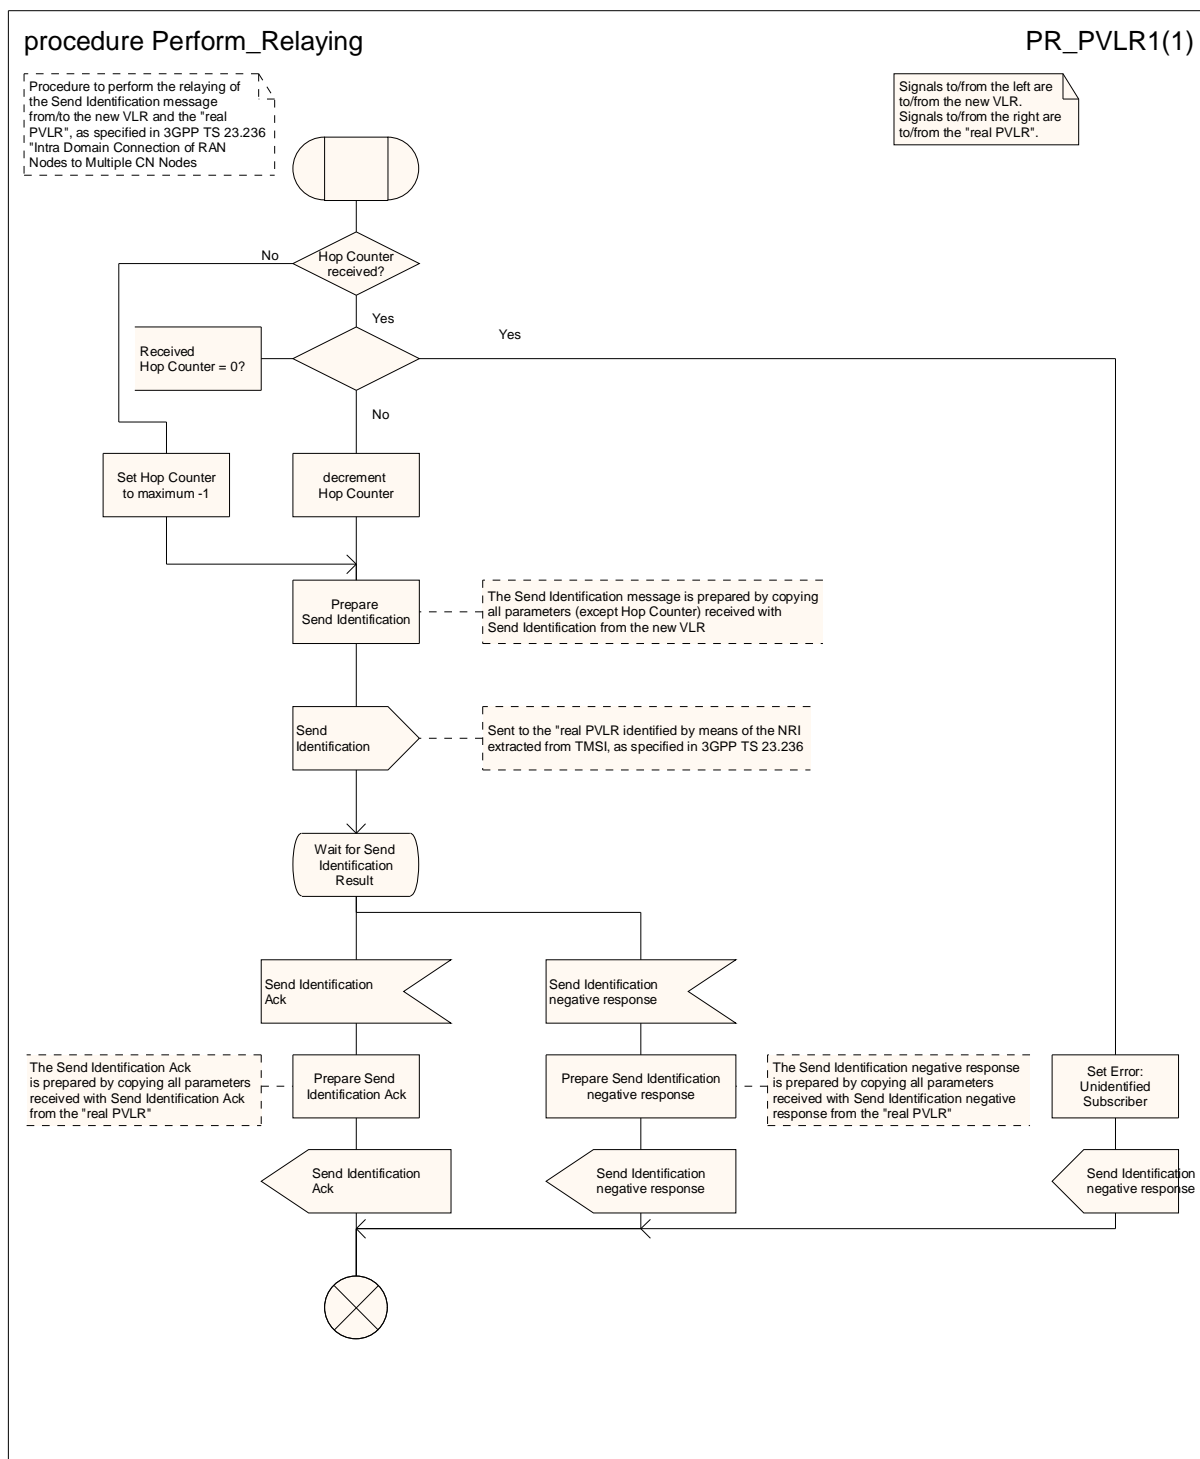 procedure Perform_Relaying
PR_PVLR1(1)
Procedure to perform the relaying of
the Send Identification message
from/to the new VLR and the "real
PVLR", as specified in 3GPP TS 23.236
"Intra Domain Connection of RAN
Nodes to Multiple CN Nodes
Signals to/from the left are
to/from the new VLR.
Signals to/from the right are
to/from the "real PVLR".
Hop Counter
received?
No
Yes
Received
Hop Counter = 0?
Yes
No
Set Hop Counter
to maximum -1
decrement
Hop Counter
Prepare
Send Identification
The Send Identification message is prepared by copying
all parameters (except Hop Counter) received with
Send Identification from the new VLR
Send
Identification
Sent to the "real PVLR identified by means of the NRI
extracted from TMSI, as specified in 3GPP TS 23.236
Wait for Send
Identification
Result
Send Identification
Ack
Send Identification
negative response
The Send Identification Ack
is prepared by copying all parameters
received with Send Identification Ack
from the "real PVLR"
Prepare Send
Identification Ack
Prepare Send Identification
negative response
The Send Identification negative response
is prepared by copying all parameters
received with Send Identification negative
response from the "real PVLR"
Set Error:
Unidentified
Subscriber
Send Identification
Ack
Send Identification
negative response
Send Identification
negative response